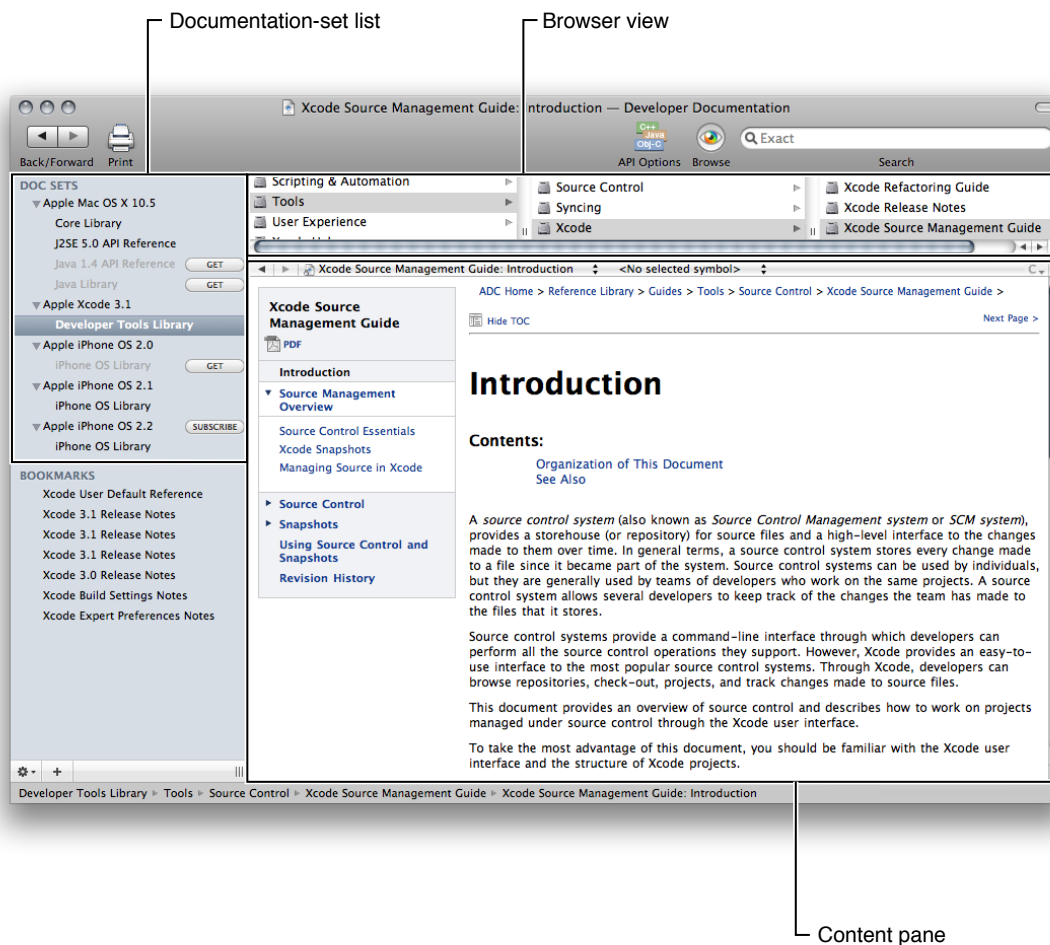 Documentation-set list
Browser view
Xcode Source Management Guide: Introduction — Developer Documentation
C++
Java
Obj-C
Exact
Back/Forward
Print
API Options
Browse
Search
DOC SETS
Apple Mac OS X 10.5
Core Library
J2SE 5.0 API Reference
Java 1.4 API Reference GET
Java Library GET
Apple Xcode 3.1
Developer Tools Library
Apple iPhone OS 2.0
iPhone OS Library GET
Apple iPhone OS 2.1
iPhone OS Library
Apple iPhone OS 2.2 SUBSCRIBE
iPhone OS Library
BOOKMARKS
Xcode User Default Reference
Xcode 3.1 Release Notes
Xcode 3.1 Release Notes
Xcode 3.1 Release Notes
Xcode 3.0 Release Notes
Xcode Build Settings Notes
Xcode Expert Preferences Notes
Scripting & Automation
Tools
User Experience
Source Control
Syncing
Xcode
Xcode Refactoring Guide
Xcode Release Notes
Xcode Source Management Guide
Xcode Source Management Guide: Introduction
<No selected symbol>
C
Xcode Source
Management Guide
PDF
Introduction
Source Management
Overview
Source Control Essentials
Xcode Snapshots
Managing Source in Xcode
Source Control
Snapshots
Using Source Control and
Snapshots
Revision History
ADC Home > Reference Library > Guides > Tools > Source Control > Xcode Source Management Guide >
Hide TOC
Next Page >
Introduction
Contents:
Organization of This Document
See Also
A source control system (also known as Source Control Management system or SCM system),
provides a storehouse (or repository) for source files and a high-level interface to the changes
made to them over time. In general terms, a source control system stores every change made
to a file since it became part of the system. Source control systems can be used by individuals,
but they are generally used by teams of developers who work on the same projects. A source
control system allows several developers to keep track of the changes the team has made to
the files that it stores.
Source control systems provide a command-line interface through which developers can
perform all the source control operations they support. However, Xcode provides an easy-to-
use interface to the most popular source control systems. Through Xcode, developers can
browse repositories, check-out, projects, and track changes made to source files.
This document provides an overview of source control and describes how to work on projects
managed under source control through the Xcode user interface.
To take the most advantage of this document, you should be familiar with the Xcode user
interface and the structure of Xcode projects.
Developer Tools Library ▸ Tools ▸ Source Control ▸ Xcode Source Management Guide ▸ Xcode Source Management Guide: Introduction
Content pane